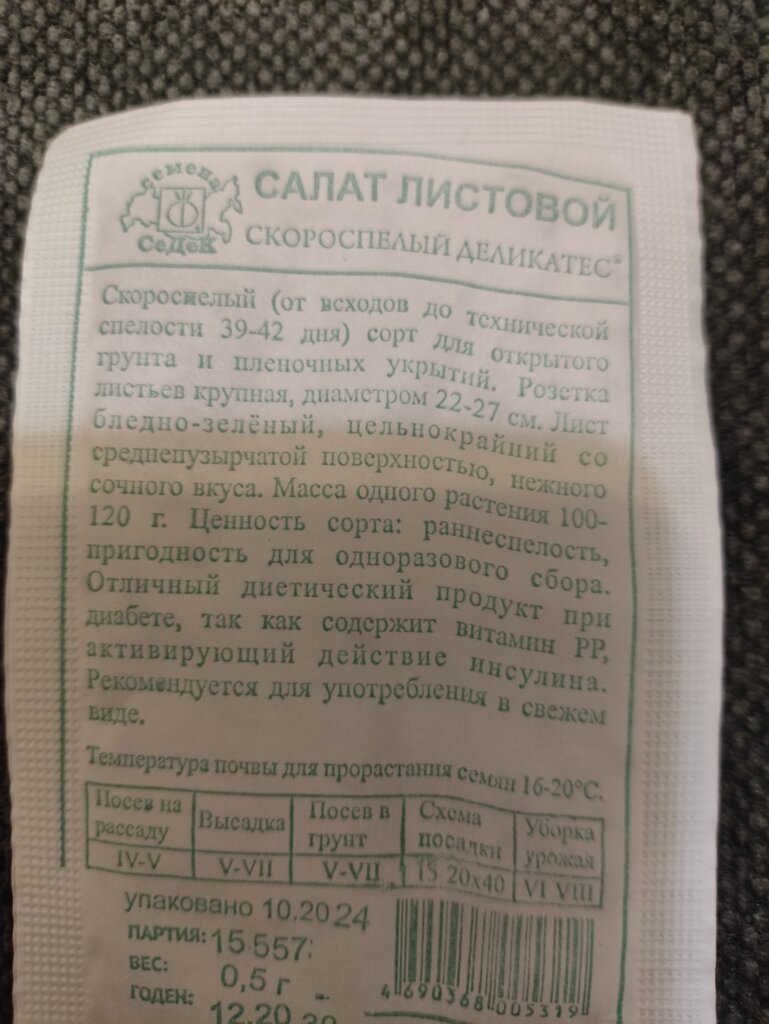 семена
СеДеК
САЛАТ ЛИСТОВОЙ
СКОРОСПЕЛЫЙ ДЕЛИКАТЕС®
Скороспелый (от всходов до технической
спелости 39-42 дня) сорт для открытого
грунта и пленочных укрытий. Розетка
листьев крупная, диаметром 22-27 см. Лист
бледно-зелёный, цельнокрайний со
среднепузырчатой поверхностью, нежного
сочного вкуса. Масса одного растения 100-
120 г. Ценность сорта: раннеспелость,
пригодность для одноразового сбора.
Отличный диетический продукт при
диабете, так как содержит витамин РР,
активирующий действие инсулина.
Рекомендуется для употребления в свежем
виде.
Температура почвы для прорастания семян 16-20°С.
Посев на рассаду Высадка Посев в грунт Схема посадки Уборка урожая
IV-V V-VII V-VII 15-20х40 VI-VIII
упаковано 10.2024
ПАРТИЯ: 15557
ВЕС: 0,5 г
ГОДЕН: 12.20
4 690368 005319